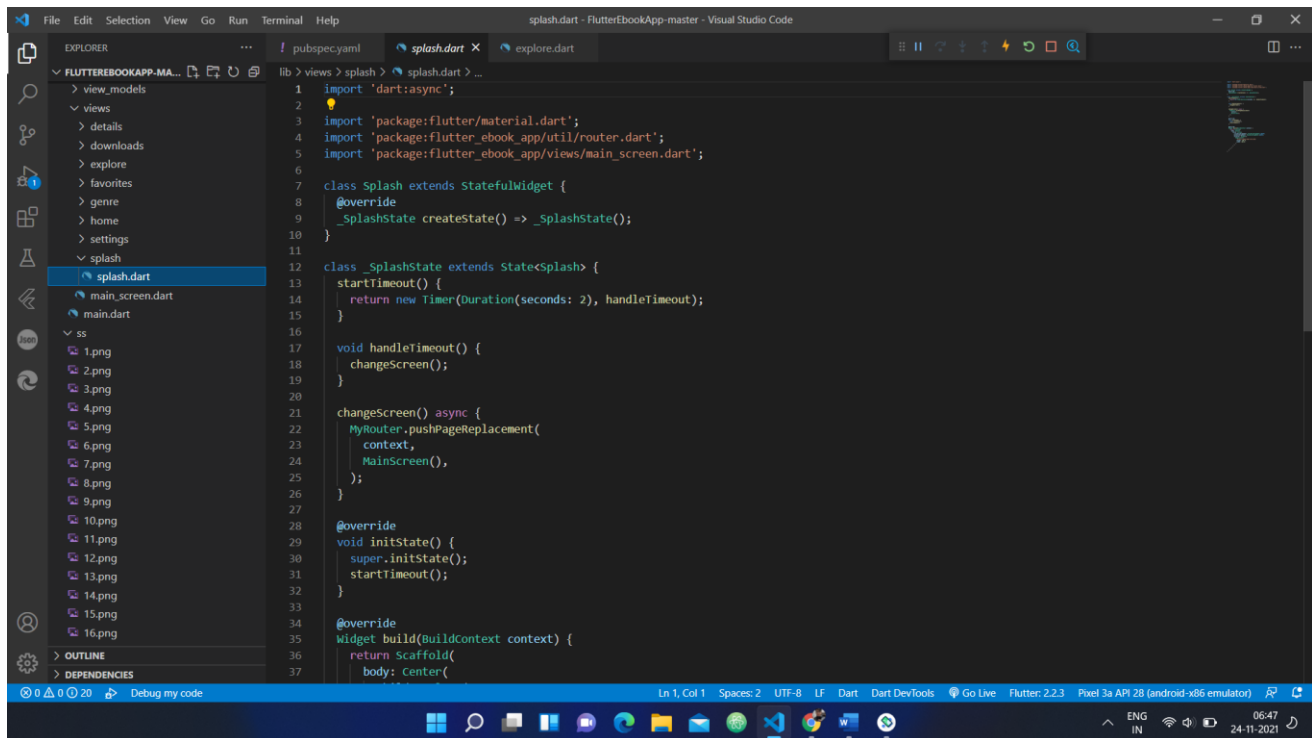 File Edit Selection View Go Run Terminal Help
splash.dart - FlutterEbookApp-master - Visual Studio Code
EXPLORER
pubspec.yaml
splash.dart
explore.dart
FLUTTEREBOOKAPP-MA...
view_models
views
details
downloads
explore
favorites
genre
home
settings
splash
splash.dart
main_screen.dart
main.dart
ss
1.png
2.png
3.png
4.png
5.png
6.png
7.png
8.png
9.png
10.png
11.png
12.png
13.png
14.png
15.png
16.png
OUTLINE
DEPENDENCIES
1
Json
lib > views > splash > splash.dart > ...
1 import 'dart:async';
2
3 import 'package:flutter/material.dart';
4 import 'package:flutter_ebook_app/util/router.dart';
5 import 'package:flutter_ebook_app/views/main_screen.dart';
6
7 class Splash extends StatefulWidget {
8 @override
9 _SplashState createState() => _SplashState();
10 }
11
12 class _SplashState extends State<Splash> {
13 startTimeout() {
14 return new Timer(Duration(seconds: 2), handleTimeout);
15 }
16
17 void handleTimeout() {
18 changeScreen();
19 }
20
21 changeScreen() async {
22 MyRouter.pushPageReplacement(
23 context,
24 MainScreen(),
25 );
26 }
27
28 @override
29 void initState() {
30 super.initState();
31 startTimeout();
32 }
33
34 @override
35 Widget build(BuildContext context) {
36 return Scaffold(
37 body: Center(
0 0 20 Debug my code
Ln 1, Col 1 Spaces: 2 UTF-8 LF Dart Dart DevTools Go Live Flutter: 2.2.3 Pixel 3a API 28 (android-x86 emulator)
ENG
IN
06:47
24-11-2021